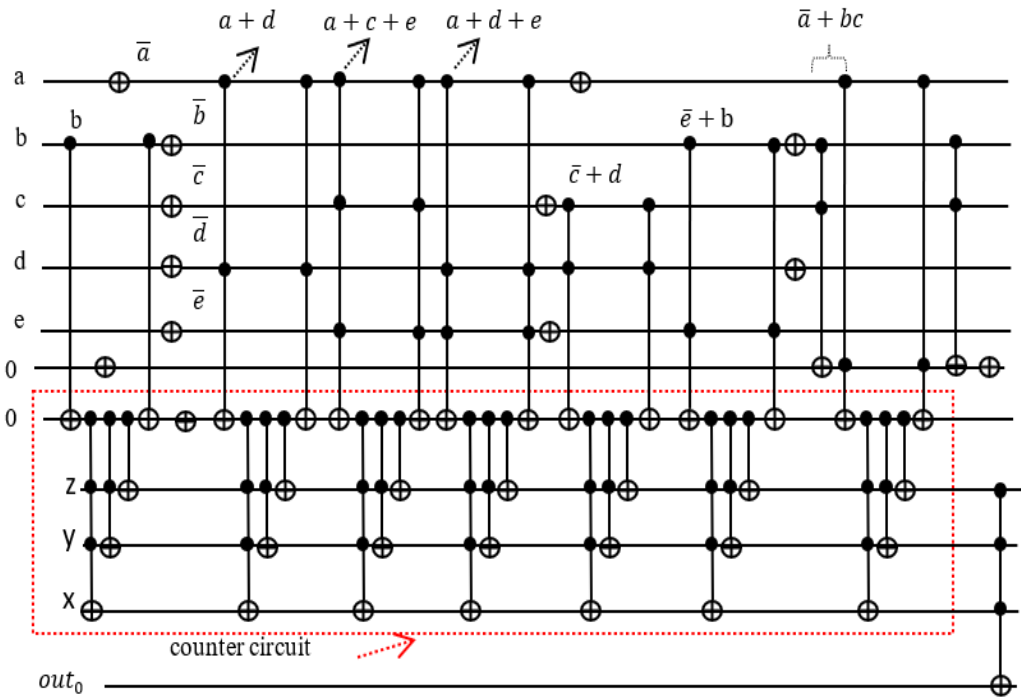 a + d a + c + e a + d + e a̅ + bc
a̅
a
b b̅ e̅ + b
b
c̅ c̅ + d
c
d̅
d
e̅
e
0
0
z
y
x
counter circuit
out₀